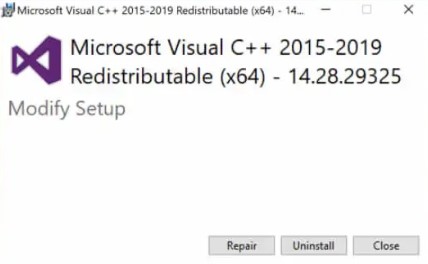 Microsoft Visual C++ 2015-2019 Redistributable (x64) - 14...
Microsoft Visual C++ 2015-2019
Redistributable (x64) - 14.28.29325
Modify Setup
Repair
Uninstall
Close